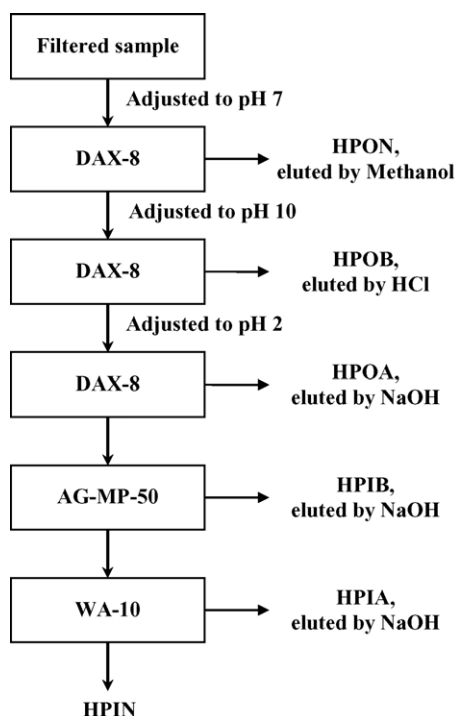 Filtered sample
Adjusted to pH 7
DAX-8
HPON,
eluted by Methanol
Adjusted to pH 10
DAX-8
HPOB,
eluted by HCl
Adjusted to pH 2
DAX-8
HPOA,
eluted by NaOH
AG-MP-50
HPIB,
eluted by NaOH
WA-10
HPIA,
eluted by NaOH
HPIN